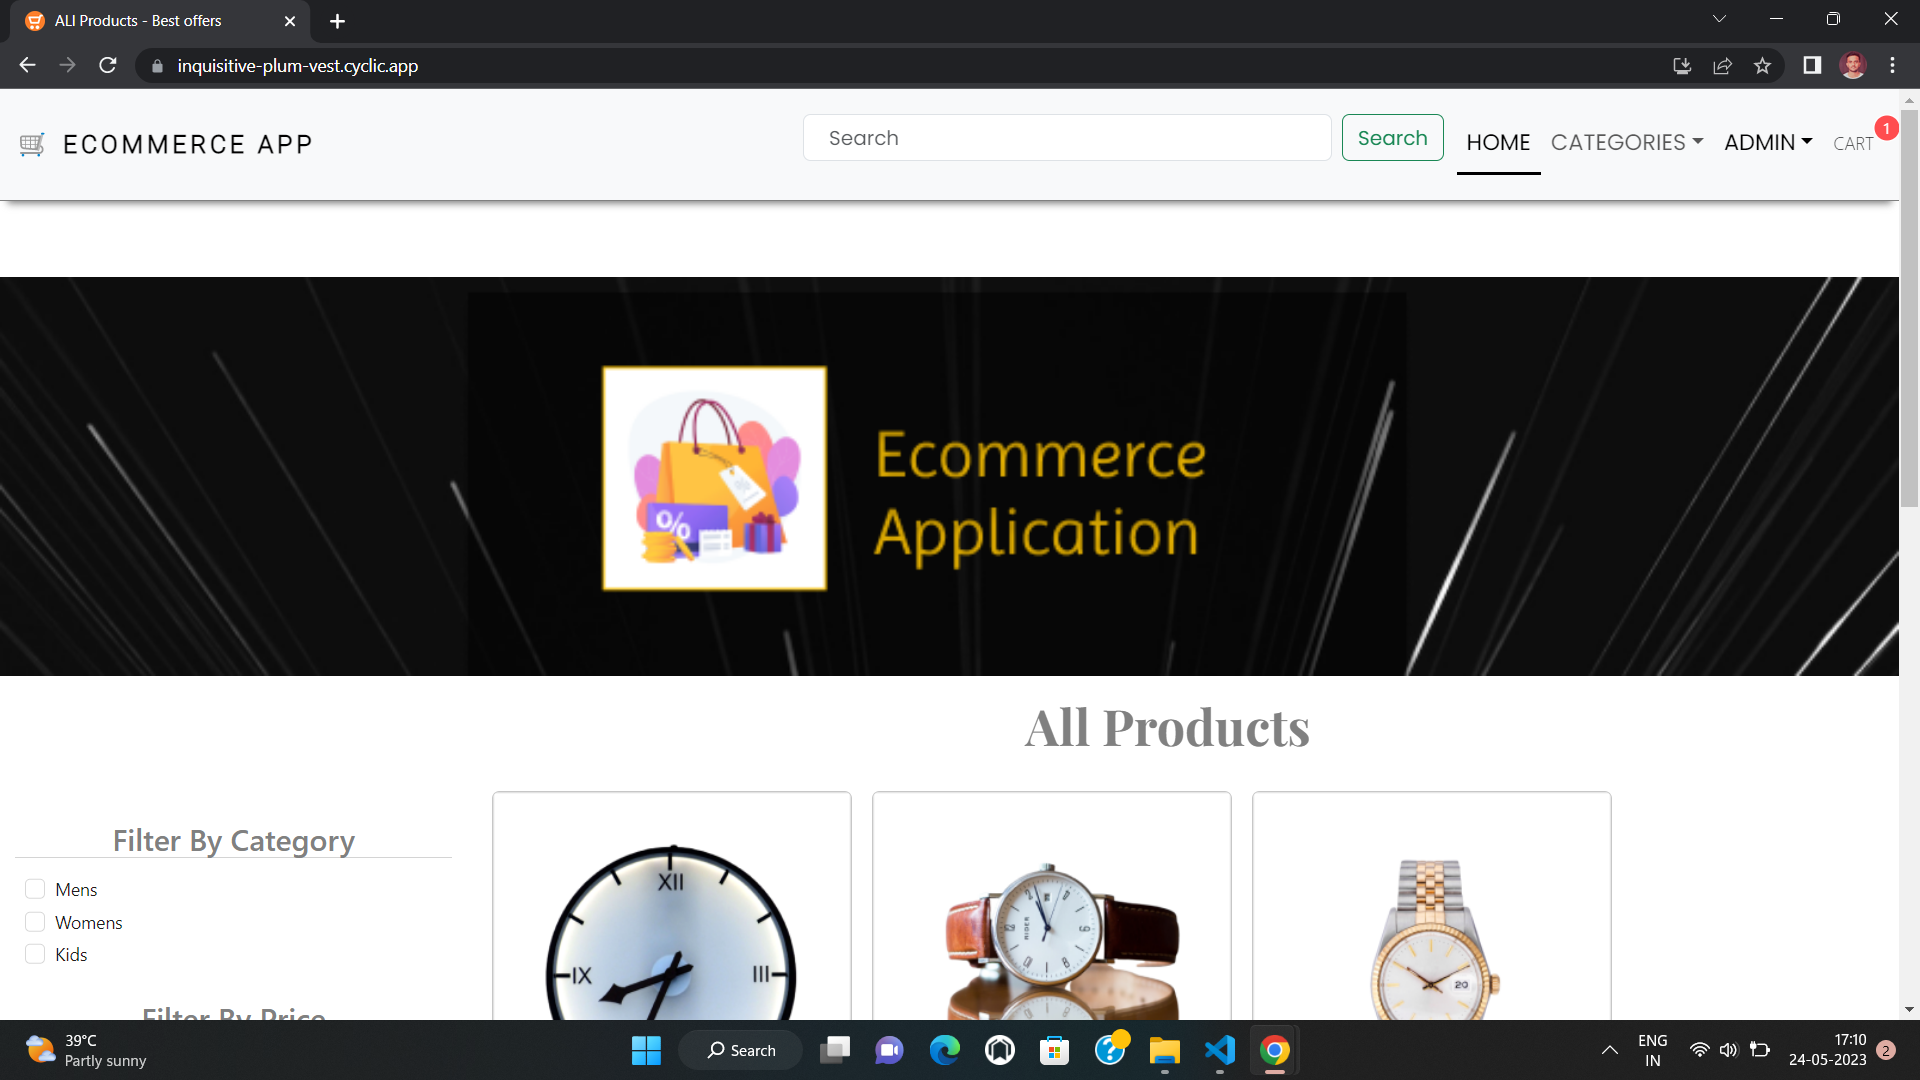 ALl Products - Best offers
inquisitive-plum-vest.cyclic.app
🛒 ECOMMERCE APP
Search
Search
HOME
CATEGORIES
ADMIN
CART
1
%
Ecommerce
Application
All Products
Filter By Category
Mens
Womens
Kids
Filter By Price
XII
IX
III
AIDER
20
39°C
Partly sunny
Search
ENG
IN
17:10
24-05-2023
2